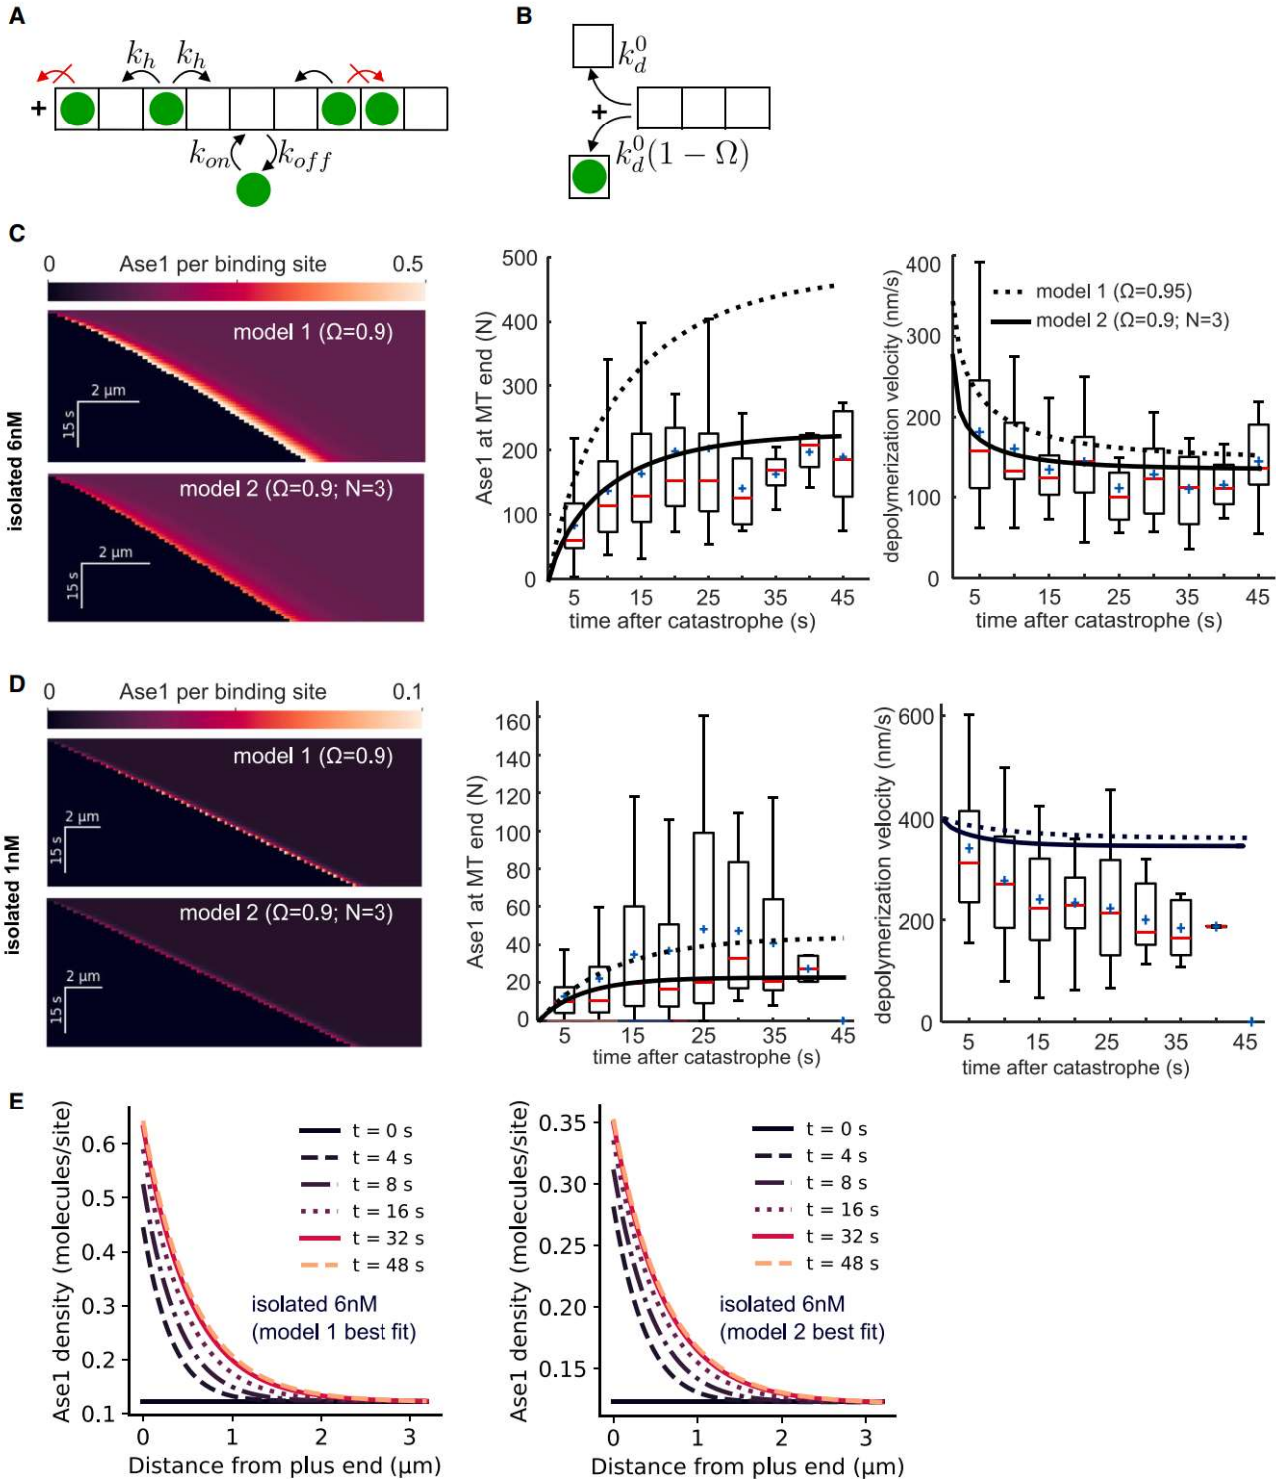 A
k_h k_h
+
k_on k_off
B
k_d^0
+
k_d^0(1 − Ω)
C
isolated 6nM
0 Ase1 per binding site 0.5
model 1 (Ω=0.9)
2 µm
15 s
model 2 (Ω=0.9; N=3)
2 µm
15 s
Ase1 at MT end (N)
500
400
300
200
100
0
5 15 25 35 45
time after catastrophe (s)
depolymerization velocity (nm/s)
400
300
200
100
0
model 1 (Ω=0.95)
model 2 (Ω=0.9; N=3)
5 15 25 35 45
time after catastrophe (s)
D
isolated 1nM
0 Ase1 per binding site 0.1
model 1 (Ω=0.9)
2 µm
15 s
model 2 (Ω=0.9; N=3)
2 µm
15 s
Ase1 at MT end (N)
160
140
120
100
80
60
40
20
0
5 15 25 35 45
time after catastrophe (s)
depolymerization velocity (nm/s)
600
400
200
0
5 15 25 35 45
time after catastrophe (s)
E
Ase1 density (molecules/site)
0.6
0.5
0.4
0.3
0.2
0.1
t = 0 s
t = 4 s
t = 8 s
t = 16 s
t = 32 s
t = 48 s
isolated 6nM
(model 1 best fit)
0 1 2 3
Distance from plus end (µm)
Ase1 density (molecules/site)
0.35
0.30
0.25
0.20
0.15
t = 0 s
t = 4 s
t = 8 s
t = 16 s
t = 32 s
t = 48 s
isolated 6nM
(model 2 best fit)
0 1 2 3
Distance from plus end (µm)